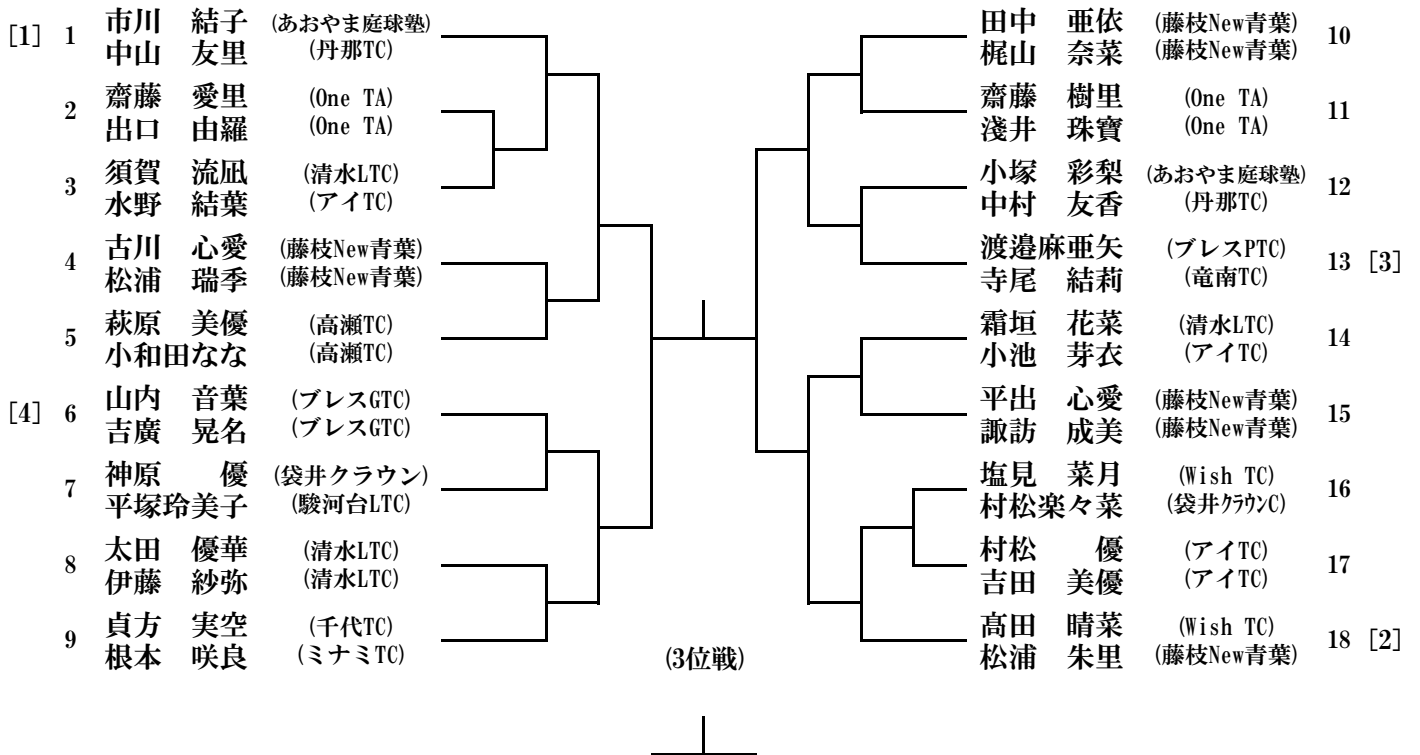 [1] 1 市川 結子 (あおやま庭球塾)
中山 友里 (丹那TC)
2 齋藤 愛里 (One TA)
出口 由羅 (One TA)
3 須賀 流凪 (清水LTC)
水野 結葉 (アイTC)
4 古川 心愛 (藤枝New青葉)
松浦 瑞季 (藤枝New青葉)
5 萩原 美優 (高瀬TC)
小和田なな (高瀬TC)
[4] 6 山内 音葉 (ブレスGTC)
吉廣 晃名 (ブレスGTC)
7 神原 優 (袋井クラウン)
平塚玲美子 (駿河台LTC)
8 太田 優華 (清水LTC)
伊藤 紗弥 (清水LTC)
9 貞方 実空 (千代TC)
根本 咲良 (ミナミTC)
田中 亜依 (藤枝New青葉) 10
梶山 奈菜 (藤枝New青葉)
齋藤 樹里 (One TA) 11
淺井 珠寶 (One TA)
小塚 彩梨 (あおやま庭球塾) 12
中村 友香 (丹那TC)
渡邉麻亜矢 (ブレスPTC) 13 [3]
寺尾 結莉 (竜南TC)
霜垣 花菜 (清水LTC) 14
小池 芽衣 (アイTC)
平出 心愛 (藤枝New青葉) 15
諏訪 成美 (藤枝New青葉)
塩見 菜月 (Wish TC) 16
村松楽々菜 (袋井ｸﾗｳﾝC)
村松 優 (アイTC) 17
吉田 美優 (アイTC)
髙田 晴菜 (Wish TC) 18 [2]
松浦 朱里 (藤枝New青葉)
(3位戦)